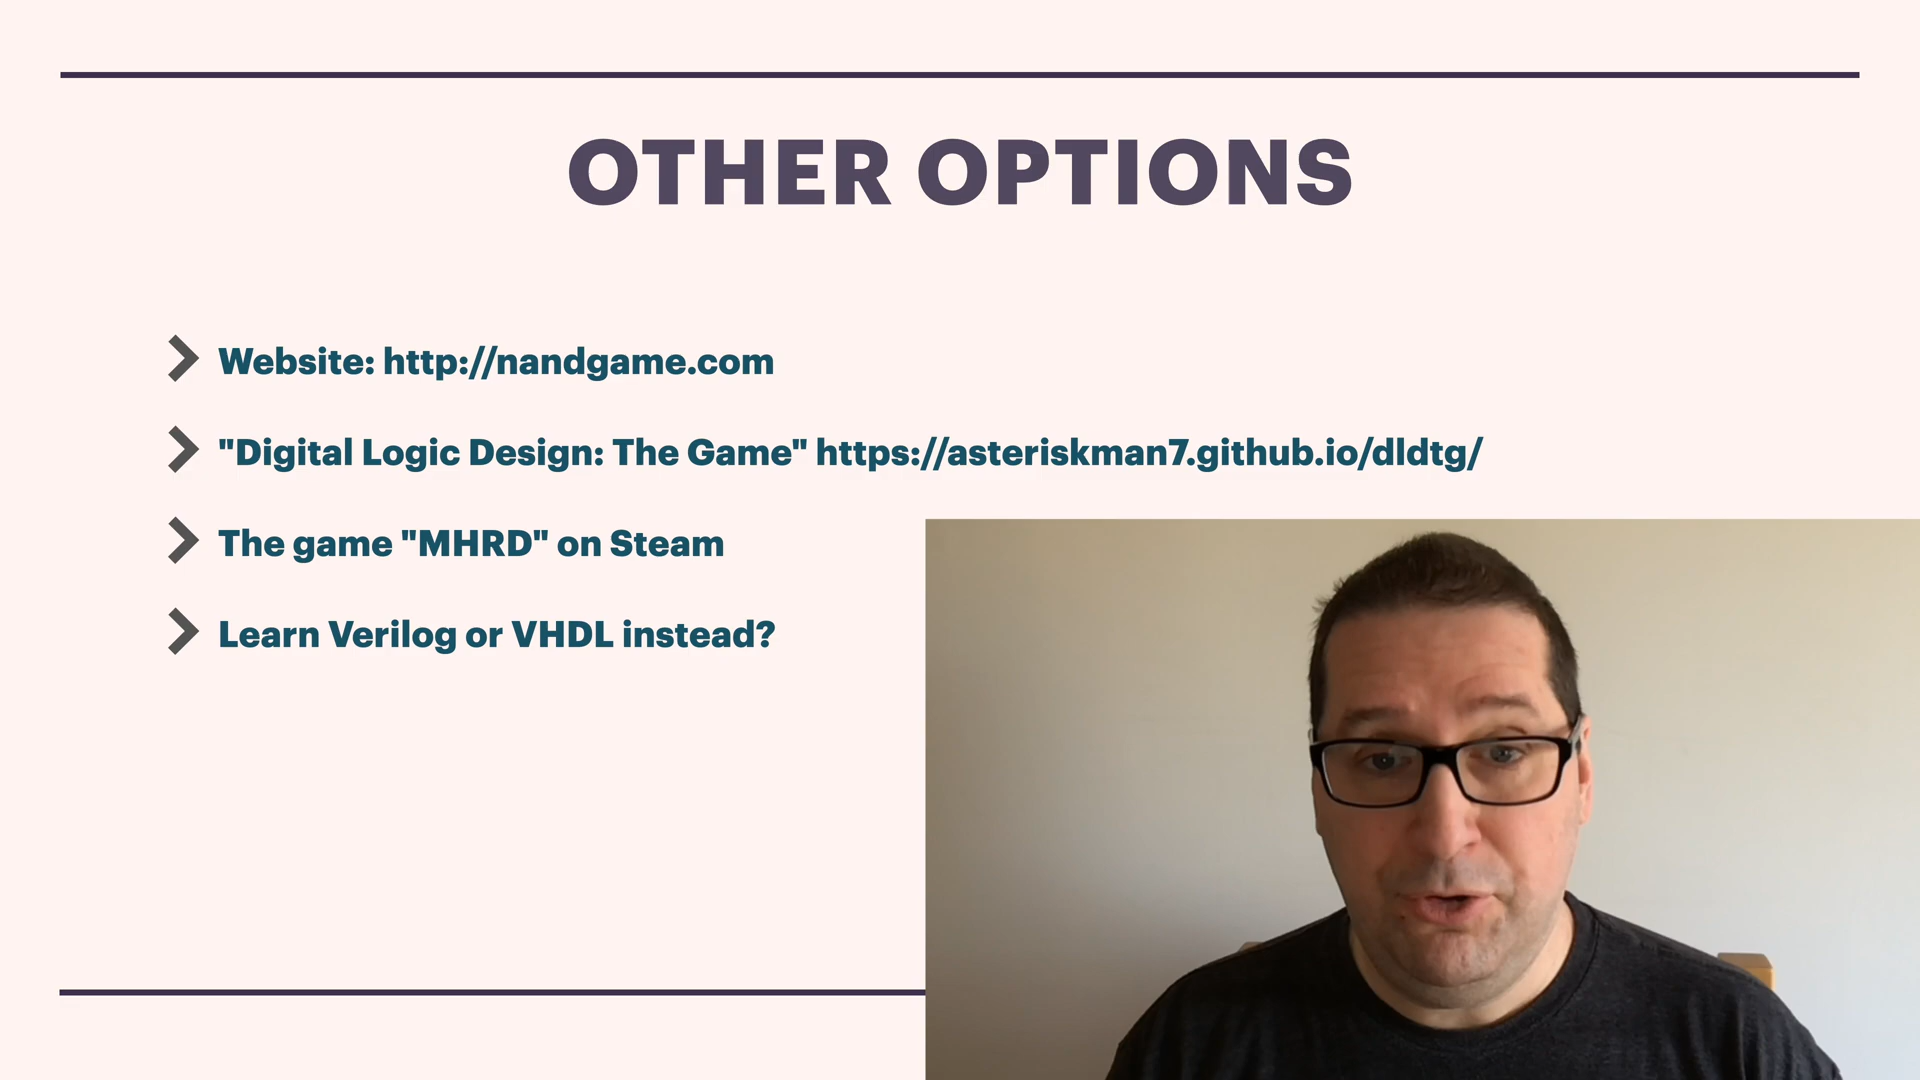 OTHER OPTIONS
Website: http://nandgame.com
"Digital Logic Design: The Game" https://asteriskman7.github.io/dldtg/
The game "MHRD" on Steam
Learn Verilog or VHDL instead?